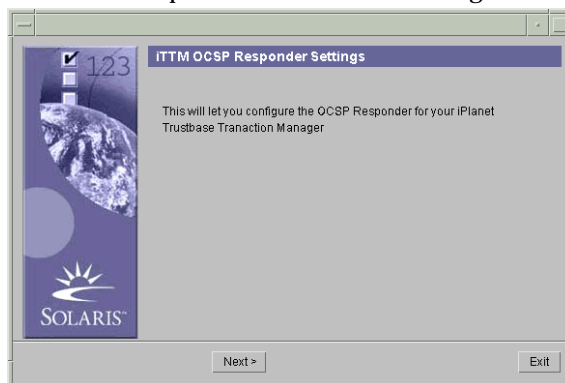 123
iTTM OCSP Responder Settings
This will let you configure the OCSP Responder for your iPlanet
Trustbase Tranaction Manager
SOLARIS™
Next >
Exit